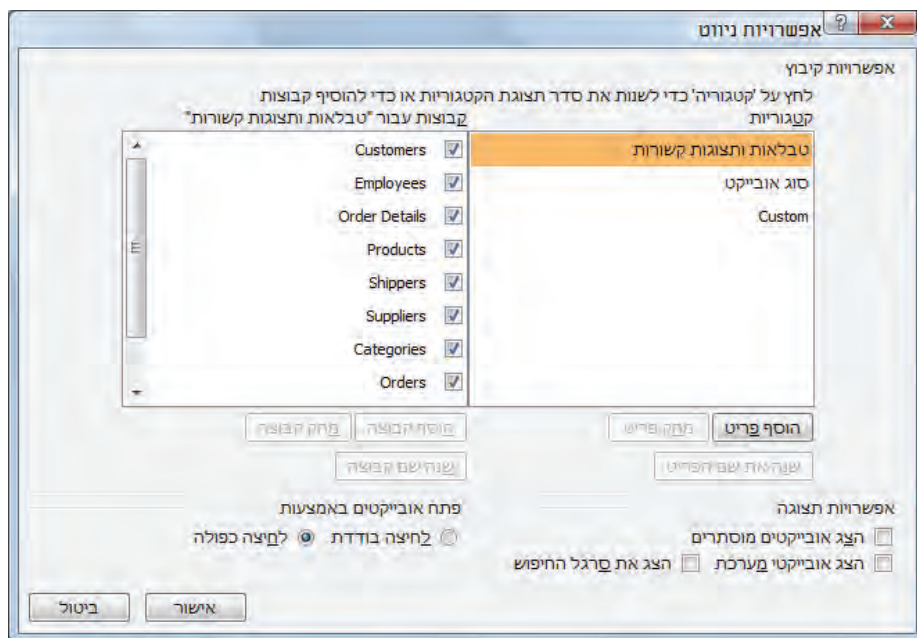 אפשרויות ניווט
אפשרויות קיבוץ
לחץ על 'קטגוריה' כדי לשנות את סדר תצוגת הקטגוריות או כדי להוסיף קבוצות
קטגוריות
טבלאות ותצוגות קשורות
סוג אובייקט
Custom
הוסף פריט
מחק פריט
שנה את שם הפריט
קבוצות עבור "טבלאות ותצוגות קשורות"
Customers
Employees
Order Details
Products
Shippers
Suppliers
Categories
Orders
הוסף קבוצה
מחק קבוצה
שנה שם קבוצה
אפשרויות תצוגה
הצג אובייקטים מוסתרים
הצג אובייקטי מערכת
הצג את סרגל החיפוש
פתח אובייקטים באמצעות
לחיצה בודדת
לחיצה כפולה
אישור
ביטול